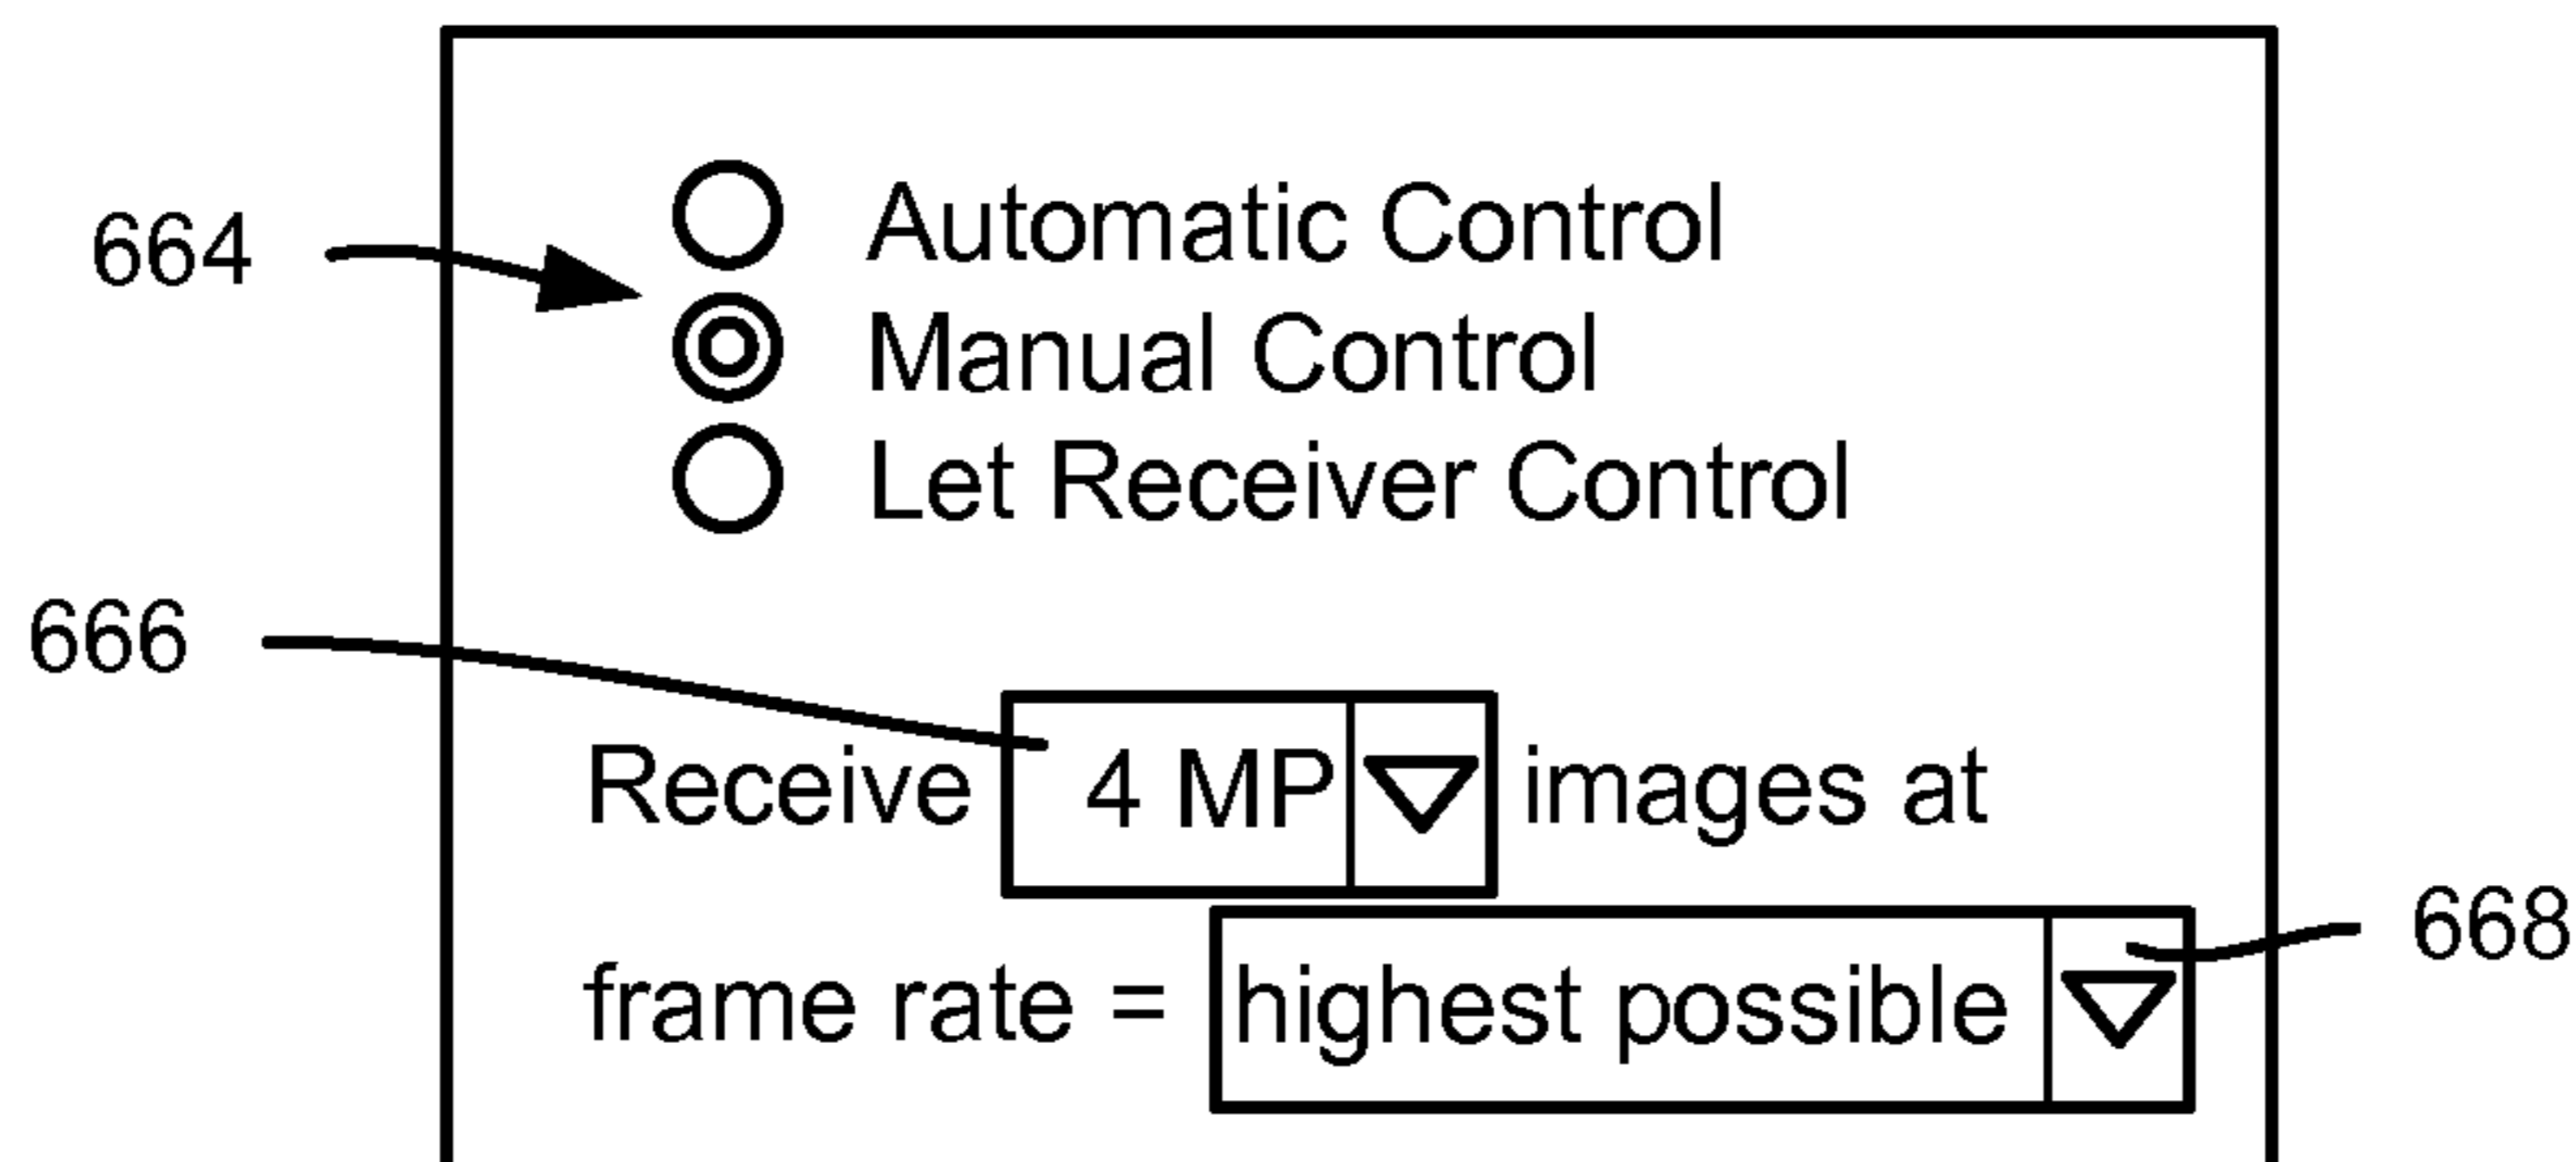 Automatic Control
664
Manual Control
Let Receiver Control
666
Receive 4 MP images at
668
frame rate = highest possible